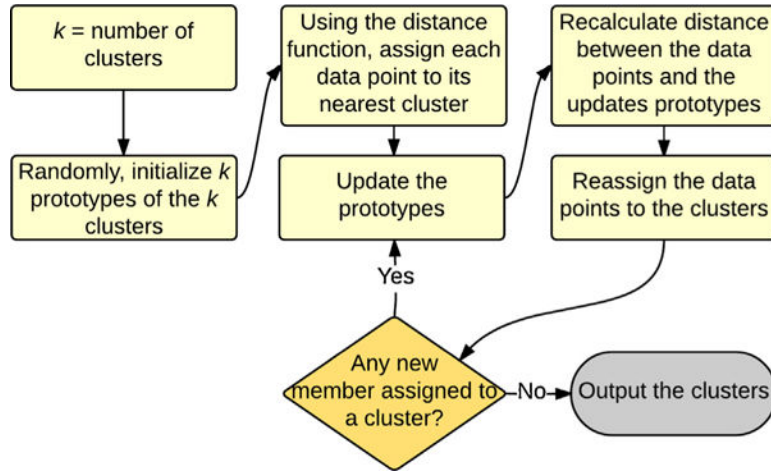 k = number of
clusters
Randomly, initialize k
prototypes of the k
clusters
Using the distance
function, assign each
data point to its
nearest cluster
Update the
prototypes
Recalculate distance
between the data
points and the
updates prototypes
Reassign the data
points to the clusters
Yes
Any new
member assigned to
a cluster?
No
Output the clusters